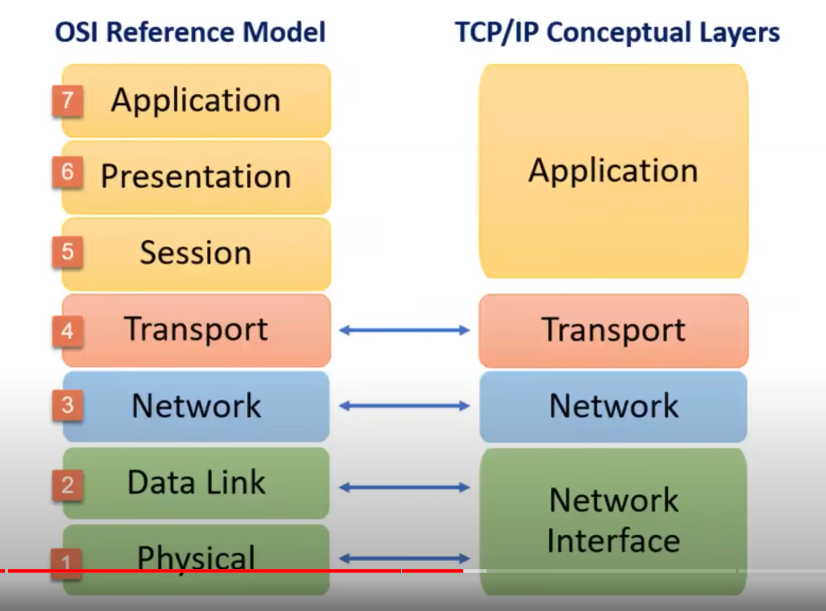 OSI Reference Model
TCP/IP Conceptual Layers
7 Application
6 Presentation
5 Session
4 Transport
3 Network
2 Data Link
1 Physical
Application
Transport
Network
Network
Interface